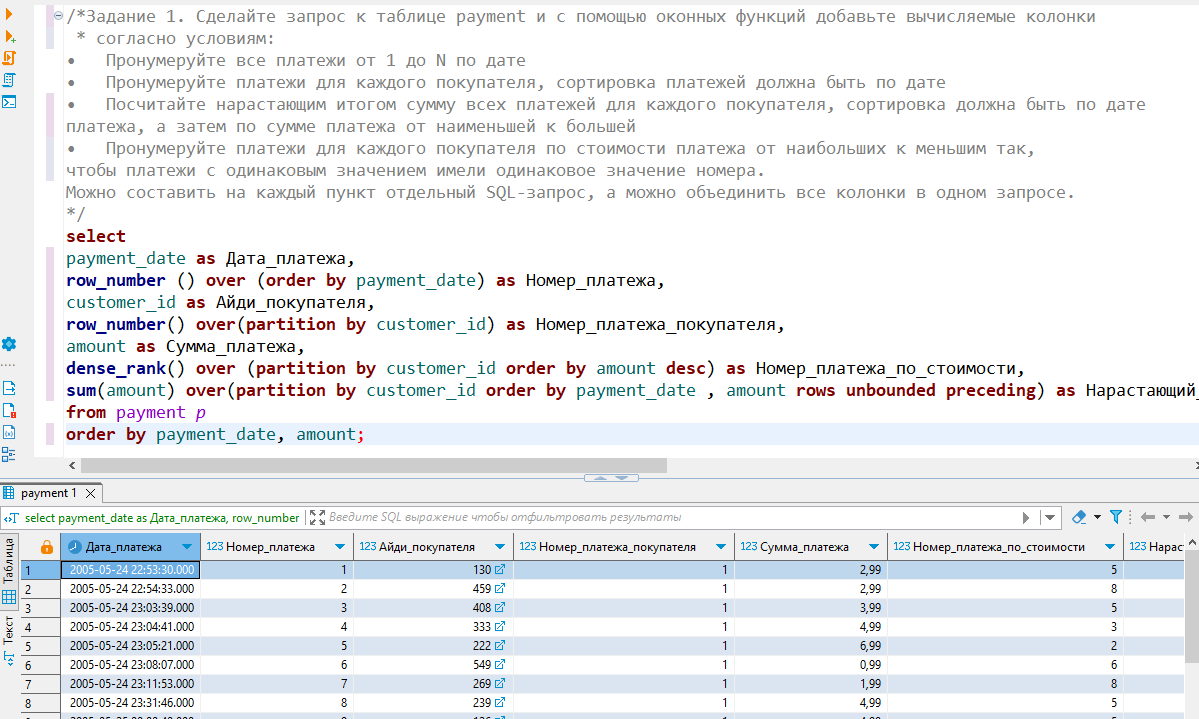 /*Задание 1. Сделайте запрос к таблице payment и с помощью оконных функций добавьте вычисляемые колонки
* согласно условиям:
• Пронумеруйте все платежи от 1 до N по дате
• Пронумеруйте платежи для каждого покупателя, сортировка платежей должна быть по дате
• Посчитайте нарастающим итогом сумму всех платежей для каждого покупателя, сортировка должна быть по дате
платежа, а затем по сумме платежа от наименьшей к большей
• Пронумеруйте платежи для каждого покупателя по стоимости платежа от наибольших к меньшим так,
чтобы платежи с одинаковым значением имели одинаковое значение номера.
Можно составить на каждый пункт отдельный SQL-запрос, а можно объединить все колонки в одном запросе.
*/
select
payment_date as Дата_платежа,
row_number () over (order by payment_date) as Номер_платежа,
customer_id as Айди_покупателя,
row_number() over(partition by customer_id) as Номер_платежа_покупателя,
amount as Сумма_платежа,
dense_rank() over (partition by customer_id order by amount desc) as Номер_платежа_по_стоимости,
sum(amount) over(partition by customer_id order by payment_date , amount rows unbounded preceding) as Нарастающий_
from payment p
order by payment_date, amount;
payment 1
select payment_date as Дата_платежа, row_number Введите SQL выражение чтобы отфильтровать результаты
Таблица
Текст
Дата_платежа 123 Номер_платежа 123 Айди_покупателя 123 Номер_платежа_покупателя 123 Сумма_платежа 123 Номер_платежа_по_стоимости 123 Нарас
1 2005-05-24 22:53:30.000 1 130 1 2,99 5
2 2005-05-24 22:54:33.000 2 459 1 2,99 8
3 2005-05-24 23:03:39.000 3 408 1 3,99 5
4 2005-05-24 23:04:41.000 4 333 1 4,99 3
5 2005-05-24 23:05:21.000 5 222 1 6,99 2
6 2005-05-24 23:08:07.000 6 549 1 0,99 6
7 2005-05-24 23:11:53.000 7 269 1 1,99 8
8 2005-05-24 23:31:46.000 8 239 1 4,99 5